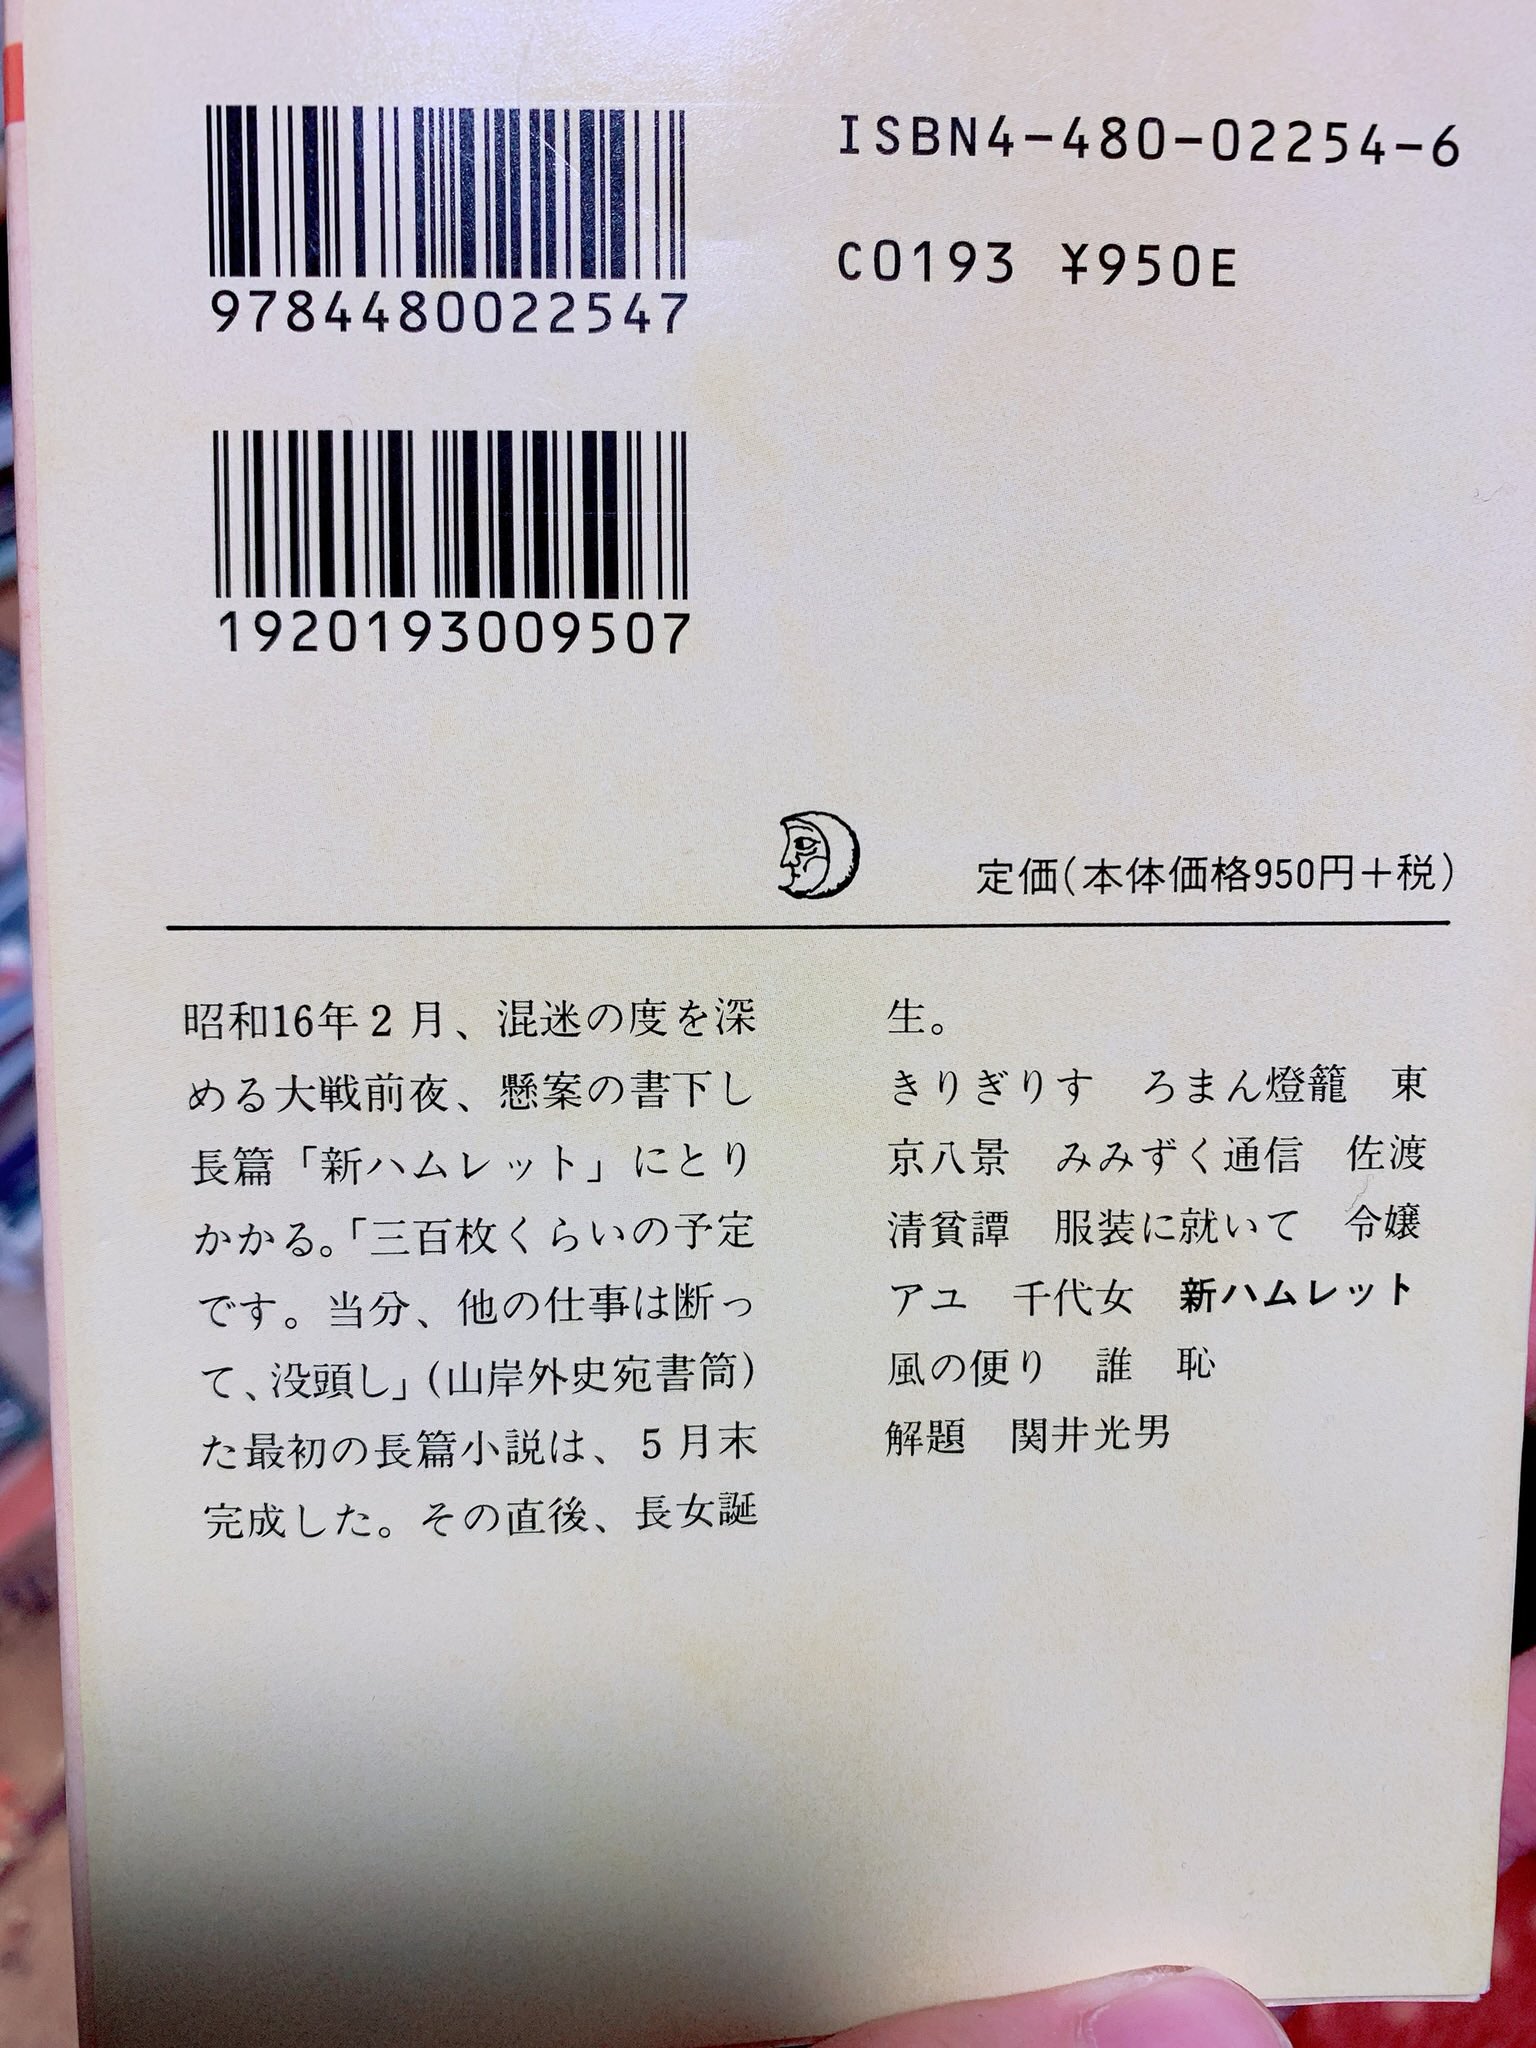 9784480022547
ISBN4-480-02254-6
C0193 ¥950E
1920193009507
定価(本体価格950円+税)
昭和16年2月、混迷の度を深
める大戦前夜、懸案の書下し
長篇「新ハムレット」にとり
かかる。「三百枚くらいの予定
です。当分、他の仕事は断っ
て、没頭し」(山岸外史宛書筒)
た最初の長篇小説は、5月末
完成した。その直後、長女誕
生。
きりぎりす　ろまん燈籠　東
京八景　みみずく通信　佐渡
清貧譚　服装に就いて　令嬢
アユ　千代女　新ハムレット
風の便り　誰　恥
解題　関井光男